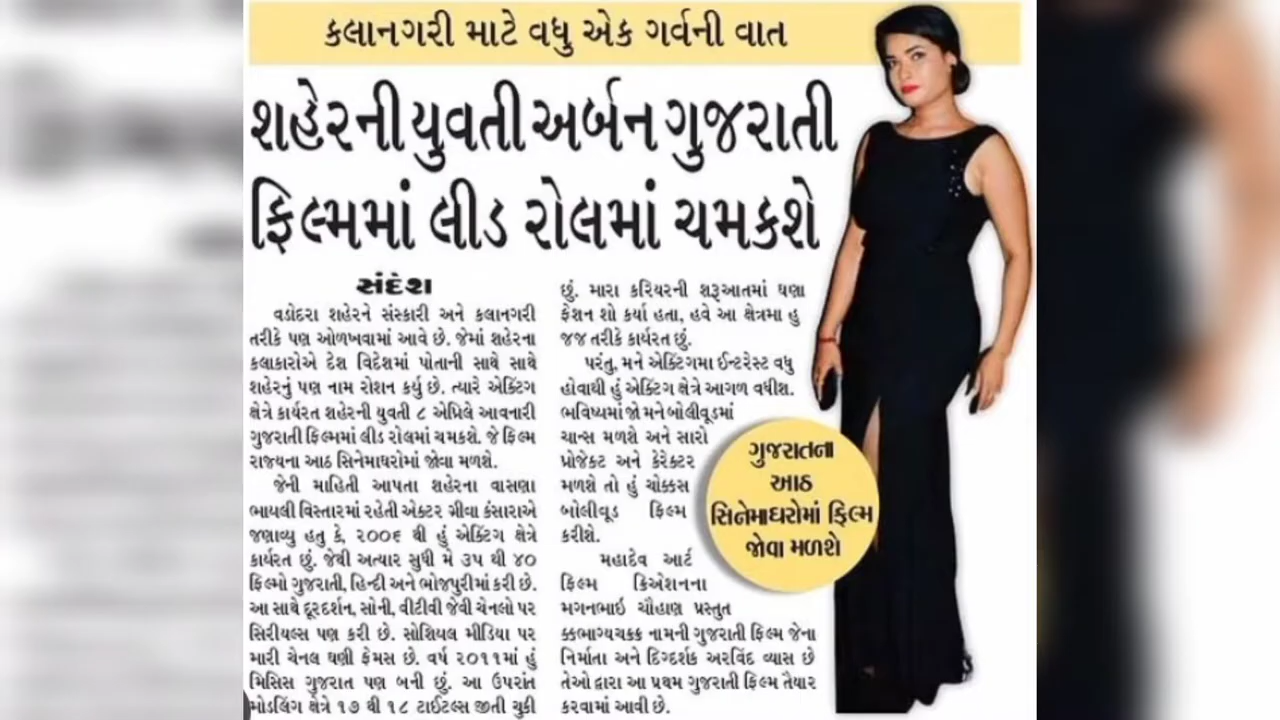 કલાનગરી માટે વધુ એક ગર્વની વાત
શહેરની યુવતી અર્બન ગુજરાતી
ફિલ્મમાં લીડ રોલમાં ચમકશે
સંદેશ
વડોદરા શહેરને સંસ્કારી અને કલાનગરી
તરીકે પણ ઓળખવામાં આવે છે. જેમાં શહેરના
કલાકારોએ દેશ વિદેશમાં પોતાની સાથે સાથે
શહેરનું પણ નામ રોશન કર્યુ છે. ત્યારે એક્ટિંગ
ક્ષેત્રે કાર્યરત શહેરની યુવતી ૮ એપ્રિલે આવનારી
ગુજરાતી ફિલ્મમાં લીડ રોલમાં ચમકશે. જે ફિલ્મ
રાજ્યના આઠ સિનેમાઘરોમાં જોવા મળશે.
જેની માહિતી આપતા શહેરના વાસણા
ભાયલી વિસ્તારમાં રહેતી એક્ટર ગ્રીવા કંસારાએ
જણાવ્યુ હતુ કે, ૨૦૦૬ થી હું એક્ટિંગ ક્ષેત્રે
કાર્યરત છું. જેથી અત્યાર સુધી મે ૩૫ થી ૪૦
ફિલ્મો ગુજરાતી, હિન્દી અને ભોજપુરીમાં કરી છે.
આ સાથે દૂરદર્શન, સોની, વીટીવી જેવી ચેનલો પર
સિરીયલ્સ પણ કરી છે. સોશિયલ મીડિયા પર
મારી ચેનલ ઘણી ફેમસ છે. વર્ષ ૨૦૧૧માં હું
મિસિસ ગુજરાત પણ બની છું. આ ઉપરાંત
મોડલિંગ ક્ષેત્રે ૧૭ થી ૧૮ ટાઈટલ્સ જીતી ચુકી
છું. મારા કરિયરની શરૂઆતમાં ઘણા
ફેશન શો કર્યા હતા, હવે આ ક્ષેત્રમા હુ
જજ તરીકે કાર્યરત છું.
પરંતુ, મને એક્ટિંગમા ઈન્ટરેસ્ટ વધુ
હોવાથી હું એક્ટિંગ ક્ષેત્રે આગળ વધીશ.
ભવિષ્યમાં જો મને બોલીવૂડમાં
ચાન્સ મળશે અને સારો
પ્રોજેકટ અને કેરેક્ટર
મળશે તો હું ચોક્કસ
બોલીવૂડ ફિલ્મ
કરીશે.
મહાદેવ આર્ટ
ફિલ્મ ક્રિએશનના
મગનભાઇ ચૌહાણ પ્રસ્તુત
ક્કભાગ્યચક્ક નામની ગુજરાતી ફિલ્મ જેના
નિર્માતા અને દિગ્દર્શક અરવિંદ વ્યાસ છે
તેઓ દ્વારા આ પ્રથમ ગુજરાતી ફિલ્મ તૈયાર
કરવામાં આવી છે.
ગુજરાતના
આઠ
સિનેમાઘરોમાં ફિલ્મ
જોવા મળશે